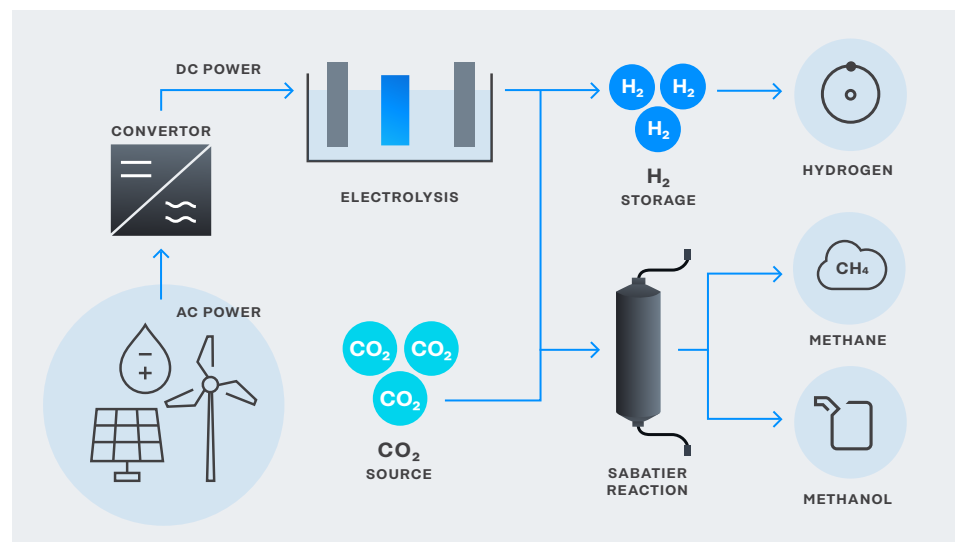 DC POWER
CONVERTOR
AC POWER
−
+
ELECTROLYSIS
H₂
H₂
H₂
H₂
STORAGE
HYDROGEN
CO₂
CO₂
CO₂
CO₂
SOURCE
SABATIER
REACTION
CH₄
METHANE
METHANOL